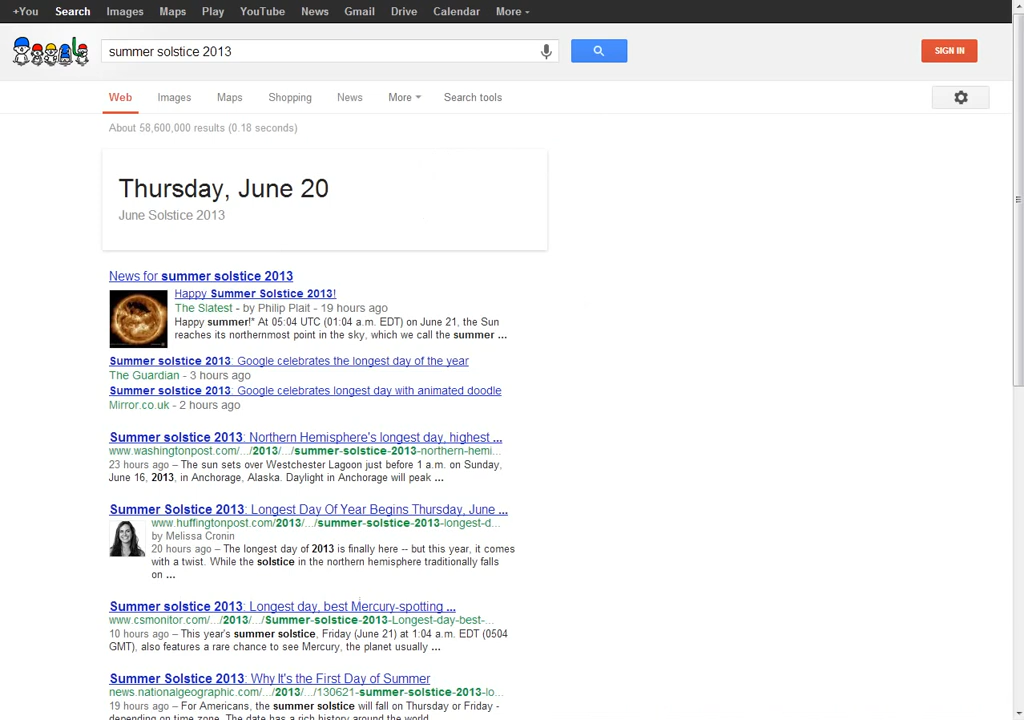 +You Search Images Maps Play YouTube News Gmail Drive Calendar More
summer solstice 2013
SIGN IN
Web Images Maps Shopping News More Search tools
About 58,600,000 results (0.18 seconds)
Thursday, June 20
June Solstice 2013
News for summer solstice 2013
Happy Summer Solstice 2013!
The Slatest - by Philip Plait - 19 hours ago
Happy summer!* At 05:04 UTC (01:04 a.m. EDT) on June 21, the Sun
reaches its northernmost point in the sky, which we call the summer ...
Summer solstice 2013: Google celebrates the longest day of the year
The Guardian - 3 hours ago
Summer solstice 2013: Google celebrates longest day with animated doodle
Mirror.co.uk - 2 hours ago
Summer solstice 2013: Northern Hemisphere's longest day, highest ...
www.washingtonpost.com/.../2013/.../summer-solstice-2013-northern-hemi...
23 hours ago – The sun sets over Westchester Lagoon just before 1 a.m. on Sunday,
June 16, 2013, in Anchorage, Alaska. Daylight in Anchorage will peak ...
Summer Solstice 2013: Longest Day Of Year Begins Thursday, June ...
www.huffingtonpost.com/2013/.../summer-solstice-2013-longest-d...
by Melissa Cronin
20 hours ago – The longest day of 2013 is finally here -- but this year, it comes
with a twist. While the solstice in the northern hemisphere traditionally falls
on ...
Summer solstice 2013: Longest day, best Mercury-spotting ...
www.csmonitor.com/.../2013/.../Summer-solstice-2013-Longest-day-best-...
10 hours ago – This year's summer solstice, Friday (June 21) at 1:04 a.m. EDT (0504
GMT), also features a rare chance to see Mercury, the planet usually ...
Summer Solstice 2013: Why It's the First Day of Summer
news.nationalgeographic.com/.../2013/.../130621-summer-solstice-2013-lo...
19 hours ago – For Americans, the summer solstice will fall on Thursday or Friday -
depending on time zone. The date has a rich history around the world.